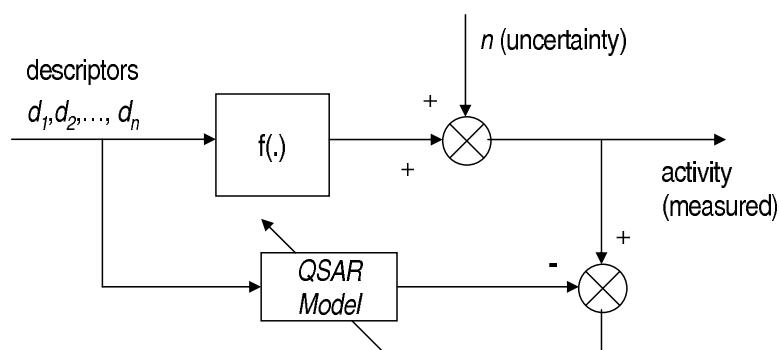 descriptors
d1,d2,…, dn
n (uncertainty)
+
f(.)
+
activity
(measured)
+
-
QSAR
Model